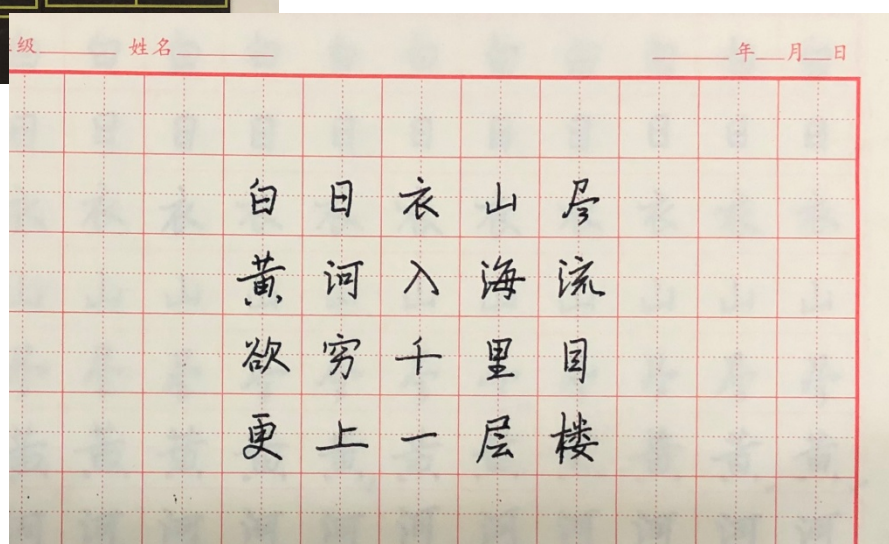 级 姓名 年 月 日
白日衣山尽
黄河入海流
欲穷千里目
更上一层楼